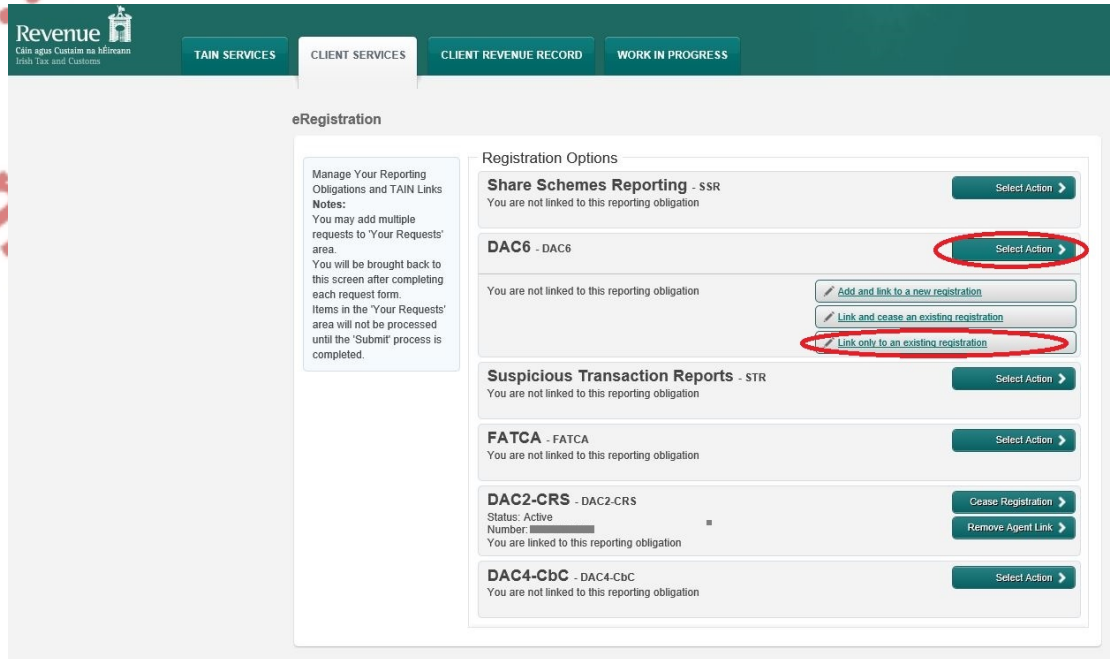 Revenue
Cáin agus Custaim na hÉireann
Irish Tax and Customs
TAIN SERVICES
CLIENT SERVICES
CLIENT REVENUE RECORD
WORK IN PROGRESS
eRegistration
Manage Your Reporting
Obligations and TAIN Links
Notes:
You may add multiple
requests to 'Your Requests'
area.
You will be brought back to
this screen after completing
each request form.
Items in the 'Your Requests'
area will not be processed
until the 'Submit' process is
completed.
Registration Options
Share Schemes Reporting - SSR
Select Action
You are not linked to this reporting obligation
DAC6 - DAC6
Select Action
You are not linked to this reporting obligation
Add and link to a new registration
Link and cease an existing registration
Link only to an existing registration
Suspicious Transaction Reports - STR
Select Action
You are not linked to this reporting obligation
FATCA - FATCA
Select Action
You are not linked to this reporting obligation
DAC2-CRS - DAC2-CRS
Cease Registration
Status: Active
Number:
Remove Agent Link
You are linked to this reporting obligation
DAC4-CbC - DAC4-CbC
Select Action
You are not linked to this reporting obligation